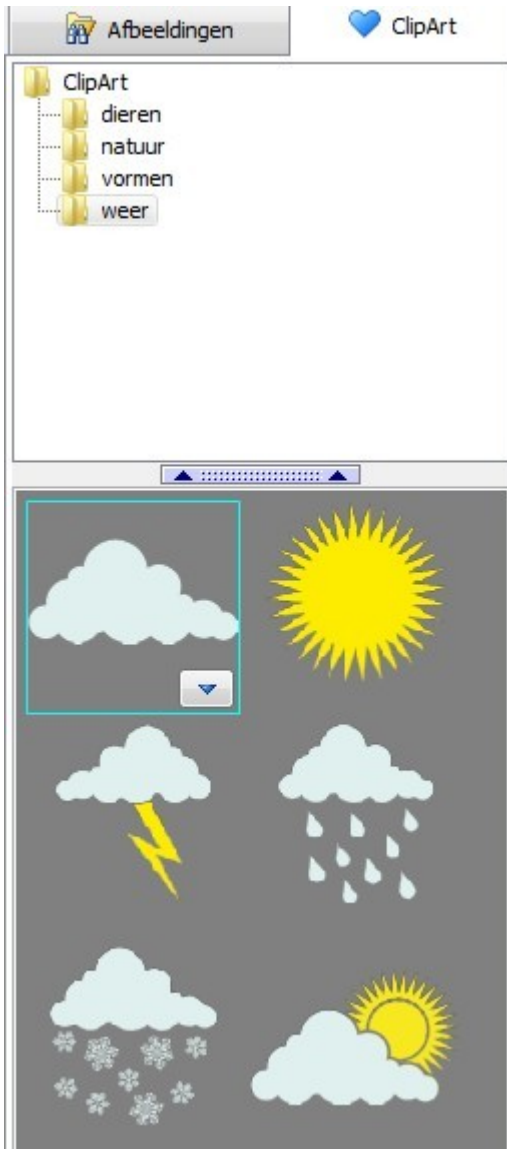 Afbeeldingen
ClipArt
ClipArt
dieren
natuur
vormen
weer